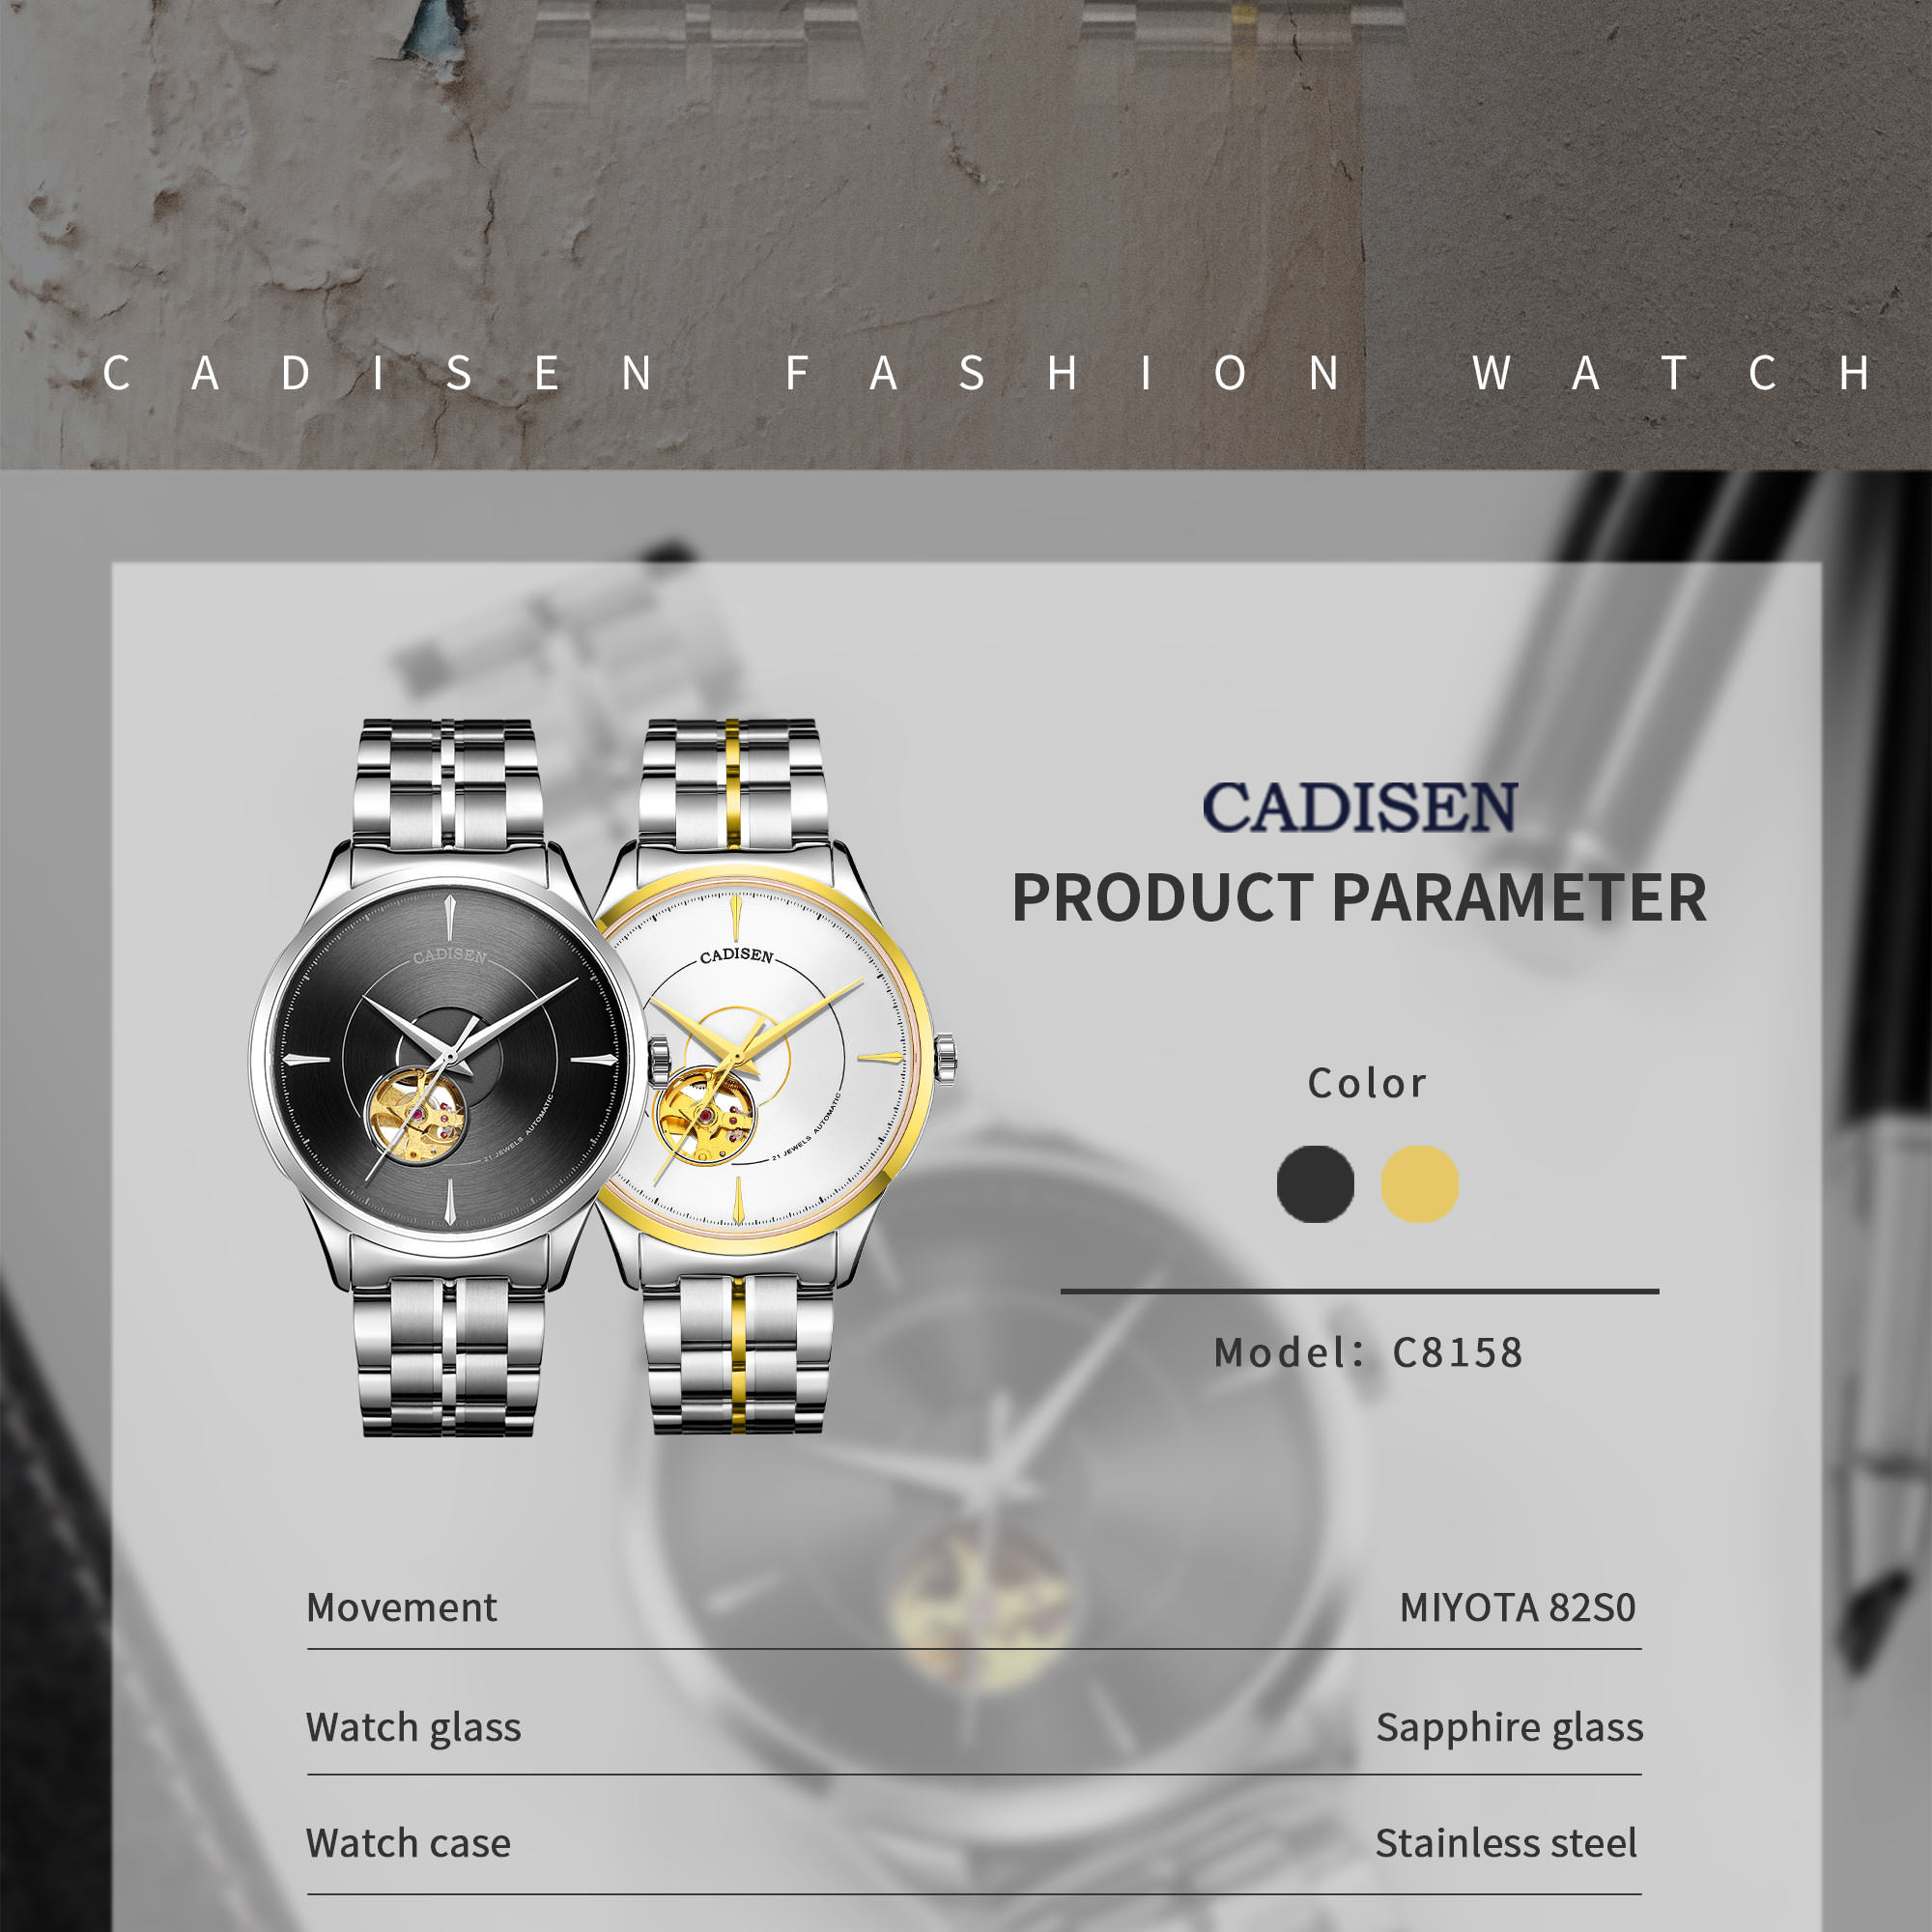 CADISEN FASHION WATCH
CADISEN
PRODUCT PARAMETER
CADISEN
21 JEWELS AUTOMATIC
CADISEN
21 JEWELS AUTOMATIC
Color
Model: C8158
Movement MIYOTA 82S0
Watch glass Sapphire glass
Watch case Stainless steel